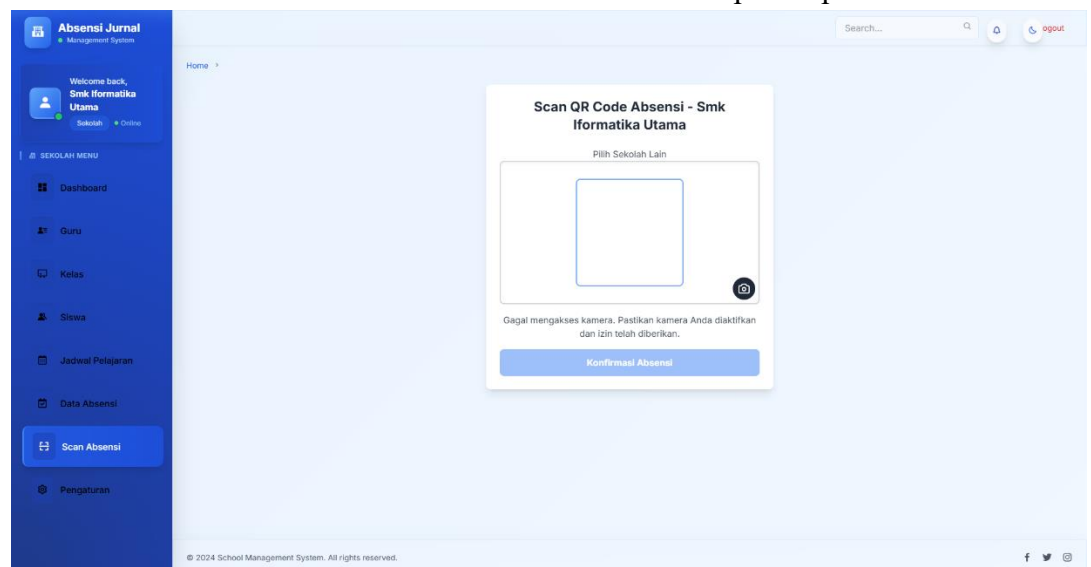 Absensi Jurnal
Management System
Search...
ogout
Home
Welcome back,
Smk Iformatika
Utama
Sekolah
Online
SEKOLAH MENU
Dashboard
Guru
Kelas
Siswa
Jadwal Pelajaran
Data Absensi
Scan Absensi
Pengaturan
Scan QR Code Absensi - Smk
Iformatika Utama
Pilih Sekolah Lain
Gagal mengakses kamera. Pastikan kamera Anda diaktifkan
dan izin telah diberikan.
Konfirmasi Absensi
© 2024 School Management System. All rights reserved.